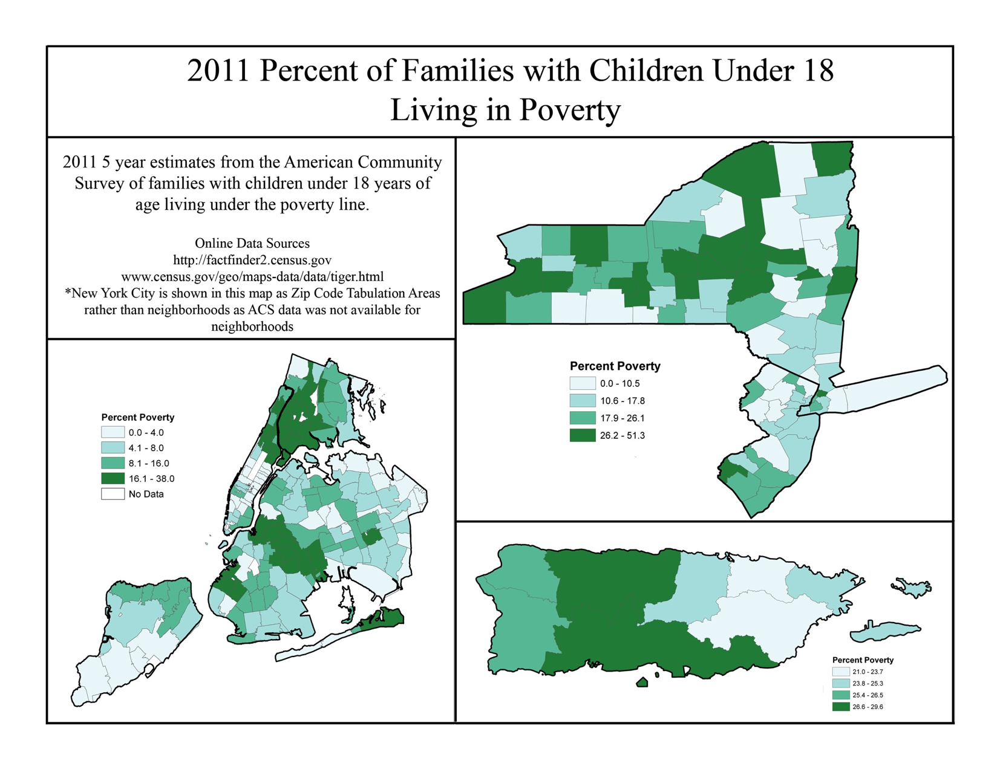 2011 Percent of Families with Children Under 18
Living in Poverty
2011 5 year estimates from the American Community
Survey of families with children under 18 years of
age living under the poverty line.
Online Data Sources
http://factfinder2.census.gov
www.census.gov/geo/maps-data/data/tiger.html
*New York City is shown in this map as Zip Code Tabulation Areas
rather than neighborhoods as ACS data was not available for
neighborhoods
Percent Poverty
0.0 - 10.5
10.6 - 17.8
17.9 - 26.1
26.2 - 51.3
Percent Poverty
0.0 - 4.0
4.1 - 8.0
8.1 - 16.0
16.1 - 38.0
No Data
Percent Poverty
21.0 - 23.7
23.8 - 25.3
25.4 - 26.5
26.6 - 29.6